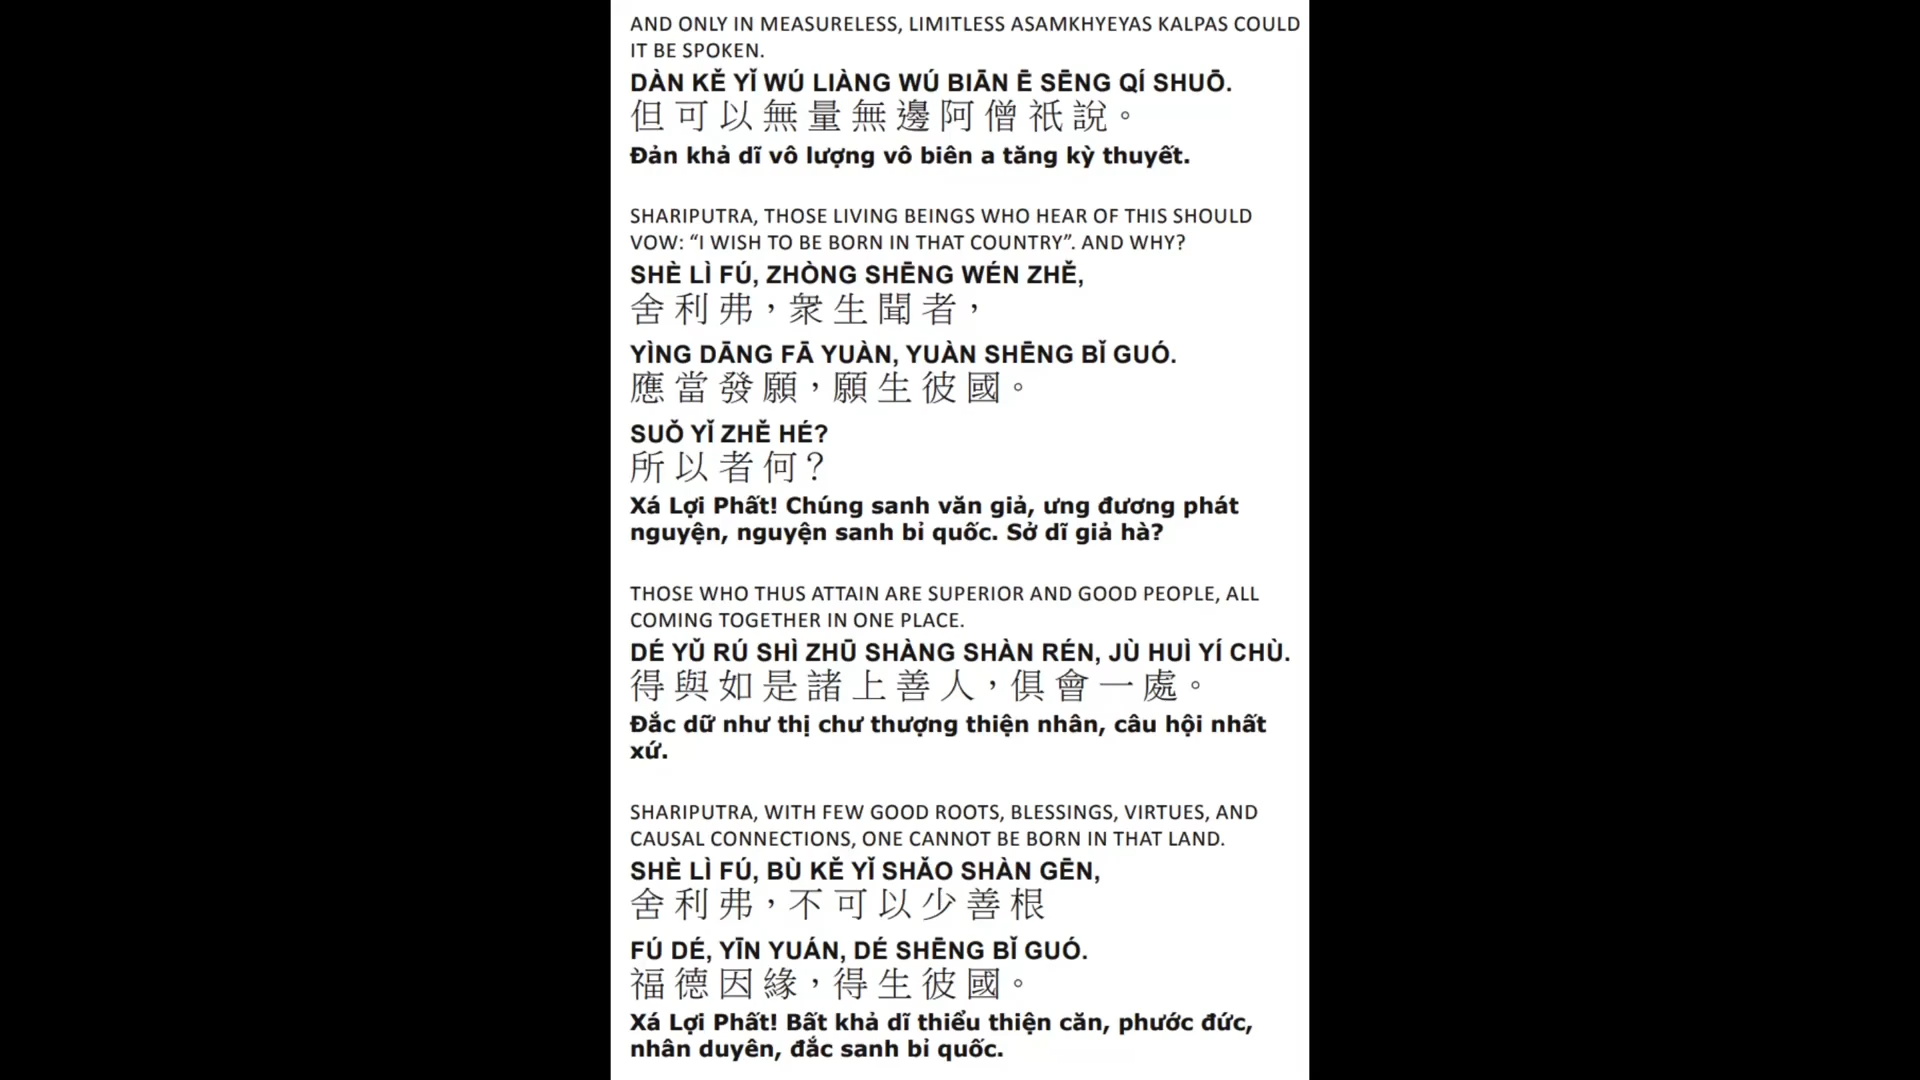 AND ONLY IN MEASURELESS, LIMITLESS ASAMKHYEYAS KALPAS COULD
IT BE SPOKEN.
DÀN KĚ YǏ WÚ LIÀNG WÚ BIĀN Ē SĒNG QÍ SHUŌ.
但可以無量無邊阿僧祇說。
Đản khả dĩ vô lượng vô biên a tăng kỳ thuyết.
SHARIPUTRA, THOSE LIVING BEINGS WHO HEAR OF THIS SHOULD
VOW: “I WISH TO BE BORN IN THAT COUNTRY”. AND WHY?
SHÈ LÌ FÚ, ZHÒNG SHĒNG WÉN ZHĚ,
舍利弗，衆生聞者，
YÌNG DĀNG FĀ YUÀN, YUÀN SHĒNG BǏ GUÓ.
應當發願，願生彼國。
SUǑ YǏ ZHĚ HÉ?
所以者何？
Xá Lợi Phất! Chúng sanh văn giả, ưng đương phát
nguyện, nguyện sanh bỉ quốc. Sở dĩ giả hà?
THOSE WHO THUS ATTAIN ARE SUPERIOR AND GOOD PEOPLE, ALL
COMING TOGETHER IN ONE PLACE.
DÉ YǓ RÚ SHÌ ZHŪ SHÀNG SHÀN RÉN, JÙ HUÌ YÍ CHÙ.
得與如是諸上善人，俱會一處。
Đắc dữ như thị chư thượng thiện nhân, câu hội nhất
xứ.
SHARIPUTRA, WITH FEW GOOD ROOTS, BLESSINGS, VIRTUES, AND
CAUSAL CONNECTIONS, ONE CANNOT BE BORN IN THAT LAND.
SHÈ LÌ FÚ, BÙ KĚ YǏ SHǍO SHÀN GĒN,
舍利弗，不可以少善根
FÚ DÉ, YĪN YUÁN, DÉ SHĒNG BǏ GUÓ.
福德因緣，得生彼國。
Xá Lợi Phất! Bất khả dĩ thiểu thiện căn, phước đức,
nhân duyên, đắc sanh bỉ quốc.